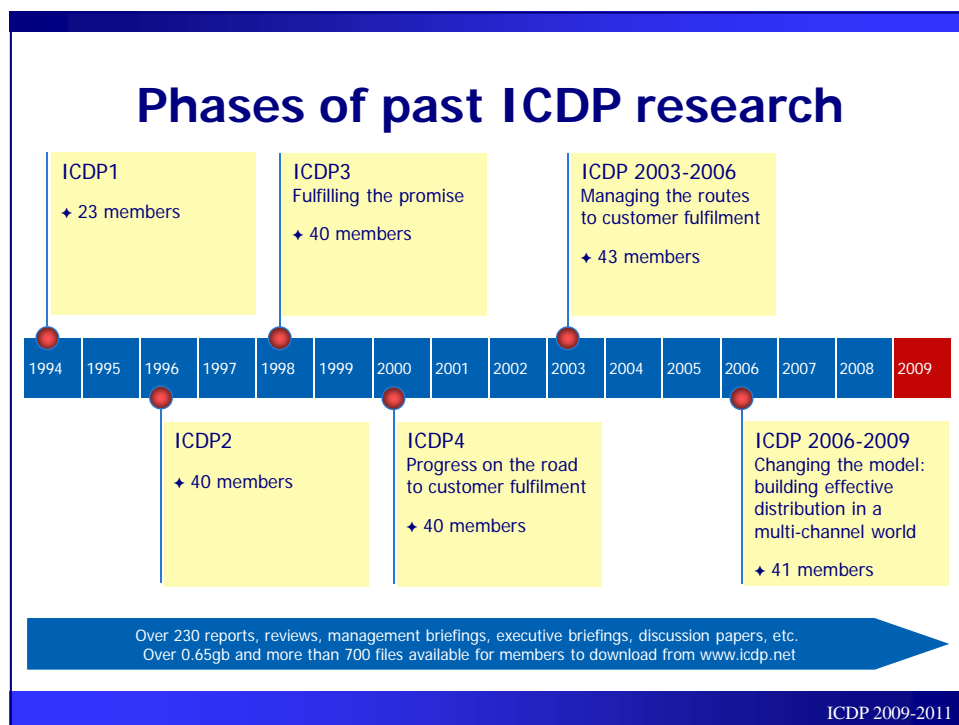 Phases of past ICDP research
ICDP1
✦ 23 members
ICDP3
Fulfilling the promise
✦ 40 members
ICDP 2003-2006
Managing the routes
to customer fulfilment
✦ 43 members
1994 1995 1996 1997 1998 1999 2000 2001 2002 2003 2004 2005 2006 2007 2008 2009
ICDP2
✦ 40 members
ICDP4
Progress on the road
to customer fulfilment
✦ 40 members
ICDP 2006-2009
Changing the model:
building effective
distribution in a
multi-channel world
✦ 41 members
Over 230 reports, reviews, management briefings, executive briefings, discussion papers, etc.
Over 0.65gb and more than 700 files available for members to download from www.icdp.net
ICDP 2009-2011